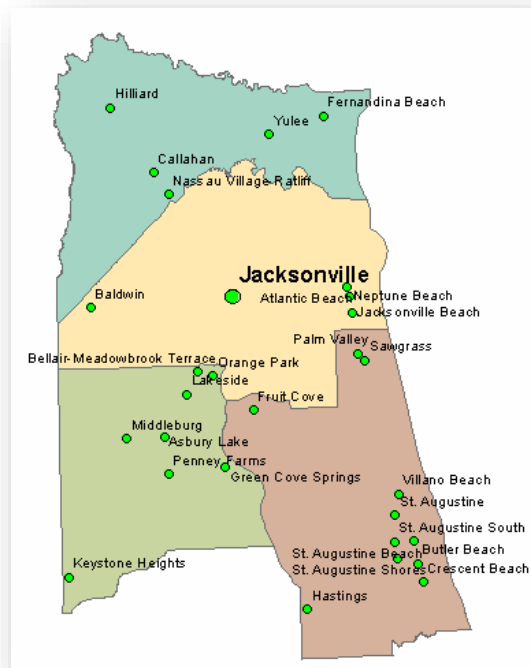 Hilliard
Fernandina Beach
Yulee
Callahan
Nassau Village-Ratliff
Jacksonville
Baldwin
Atlantic Beach
Neptune Beach
Jacksonville Beach
Palm Valley
Sawgrass
Bellair-Meadowbrook Terrace
Orange Park
Lakeside
Fruit Cove
Middleburg
Asbury Lake
Penney Farms
Green Cove Springs
Villano Beach
St. Augustine
St. Augustine South
St. Augustine Beach
Butler Beach
St. Augustine Shores
Crescent Beach
Keystone Heights
Hastings